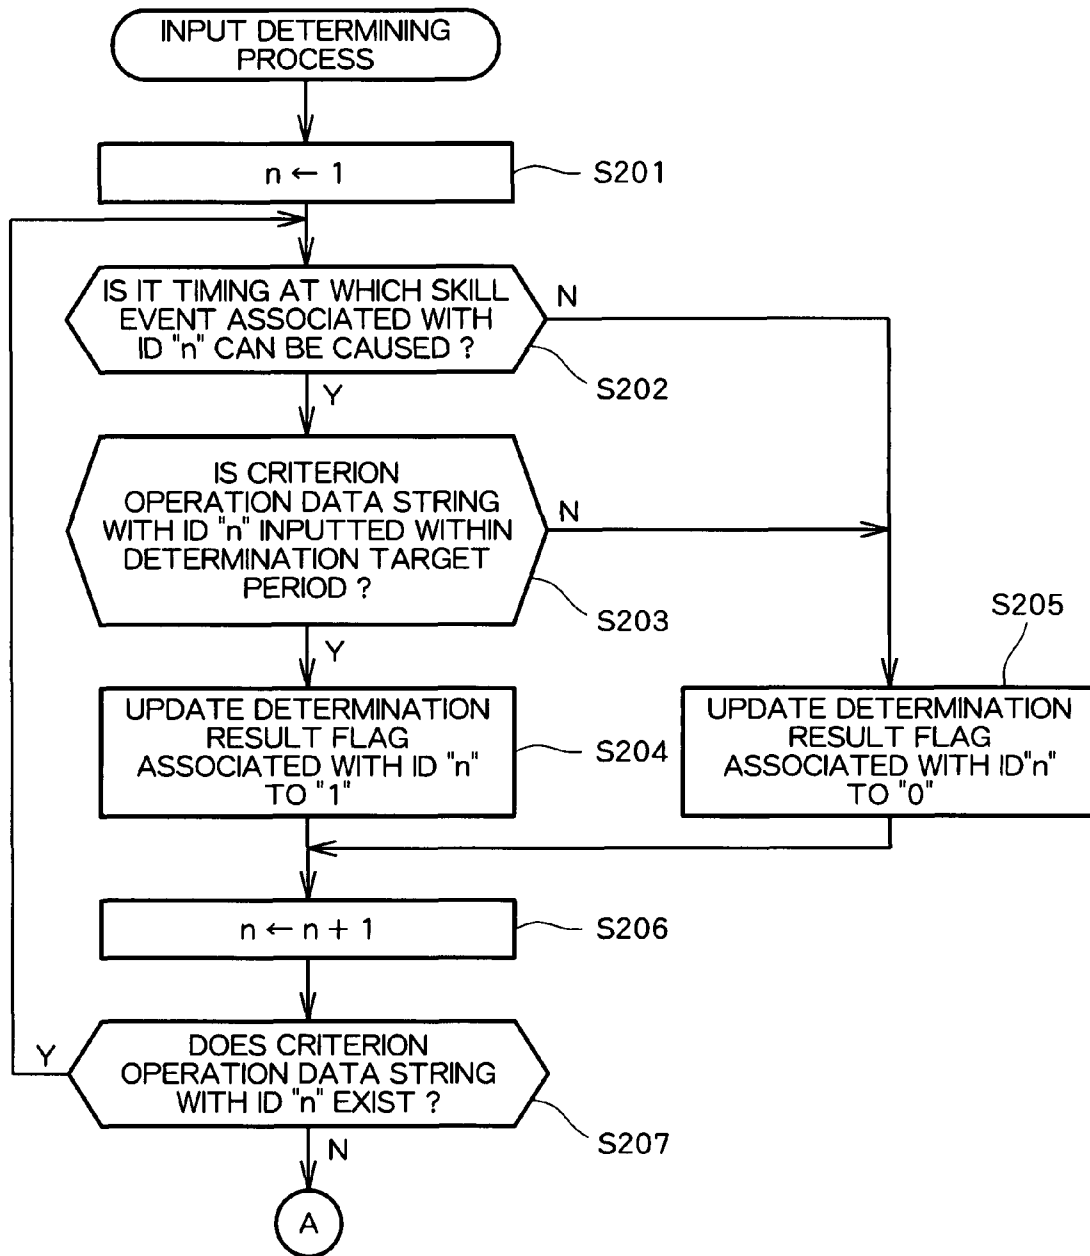 INPUT DETERMINING
PROCESS
n ← 1
S201
IS IT TIMING AT WHICH SKILL
EVENT ASSOCIATED WITH
ID "n" CAN BE CAUSED ?
N
S202
Y
IS CRITERION
OPERATION DATA STRING
WITH ID "n" INPUTTED WITHIN
DETERMINATION TARGET
PERIOD ?
N
S203
Y
S205
UPDATE DETERMINATION
RESULT FLAG
ASSOCIATED WITH ID "n"
TO "1"
S204
UPDATE DETERMINATION
RESULT FLAG
ASSOCIATED WITH ID"n"
TO "0"
n ← n + 1
S206
DOES CRITERION
OPERATION DATA STRING
WITH ID "n" EXIST ?
Y
S207
N
A